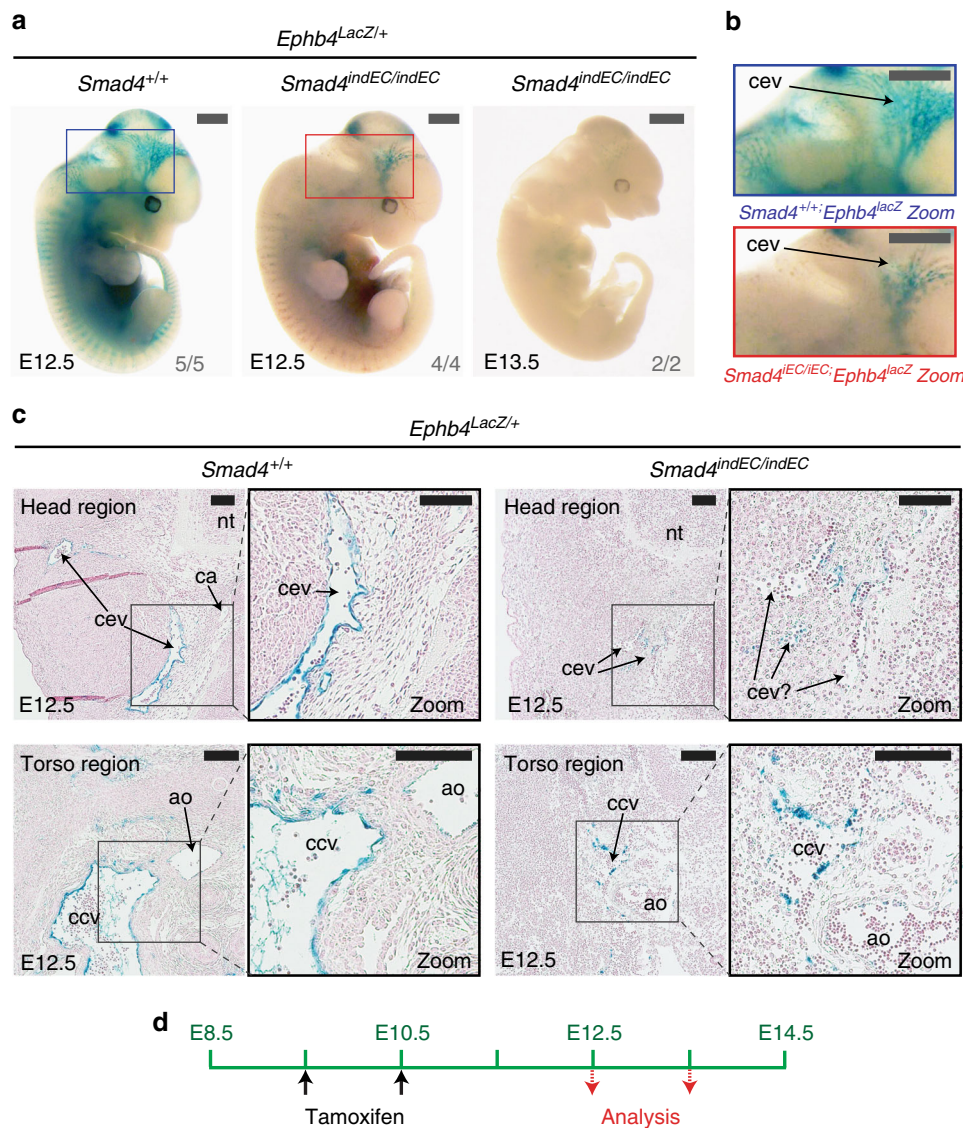 a
Ephb4LacZ/+
Smad4+/+
Smad4indEC/indEC
Smad4indEC/indEC
E12.5
5/5
E12.5
4/4
E13.5
2/2
b
cev
Smad4+/+;Ephb4lacZ Zoom
cev
Smad4iEC/iEC;Ephb4lacZ Zoom
c
Ephb4LacZ/+
Smad4+/+
Smad4indEC/indEC
Head region
nt
ca
cev
E12.5
cev
Zoom
Head region
nt
cev
E12.5
cev?
Zoom
Torso region
ao
ccv
E12.5
ao
ccv
Zoom
Torso region
ccv
ao
E12.5
ccv
ao
Zoom
d
E8.5 E10.5 E12.5 E14.5
Tamoxifen Analysis